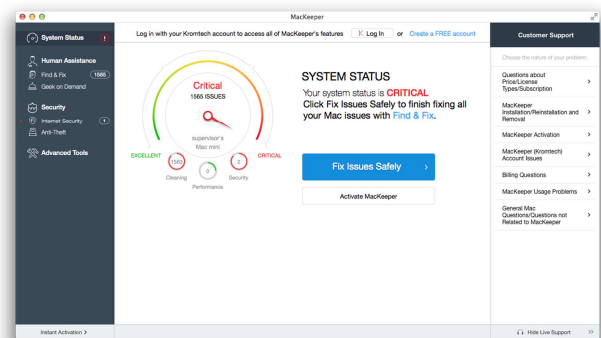 MacKeeper
Log in with your Kromtech account to access all of MacKeeper's features
K Log In
or
Create a FREE account
System Status
!
Human Assistance
Find & Fix
1565
Geek on Demand
Security
Internet Security
1
Anti-Theft
Advanced Tools
Instant Activation >
Critical
1565 ISSUES
supervisor's
Mac mini
EXCELLENT
CRITICAL
1563
0
2
Cleaning
Performance
Security
SYSTEM STATUS
Your system status is CRITICAL
Click Fix Issues Safely to finish fixing all
your Mac issues with Find & Fix.
Fix Issues Safely >
Activate MacKeeper
Customer Support
Choose the nature of your problem:
Questions about
Price/License
Types/Subscription
MacKeeper
Installation/Reinstallation and
Removal
MacKeeper Activation
MacKeeper (Kromtech)
Account Issues
Billing Questions
MacKeeper Usage Problems
General Mac
Questions/Questions not
Related to MacKeeper
Hide Live Support